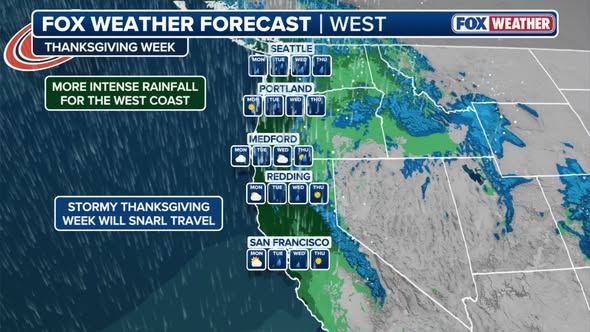 FOX WEATHER FORECAST | WEST
FOX WEATHER
THANKSGIVING WEEK
MORE INTENSE RAINFALL
FOR THE WEST COAST
STORMY THANKSGIVING
WEEK WILL SNARL TRAVEL
SEATTLE
MON TUE WED THU
PORTLAND
MON TUE WED THU
MEDFORD
MON TUE WED THU
REDDING
MON TUE WED THU
SAN FRANCISCO
MON TUE WED THU